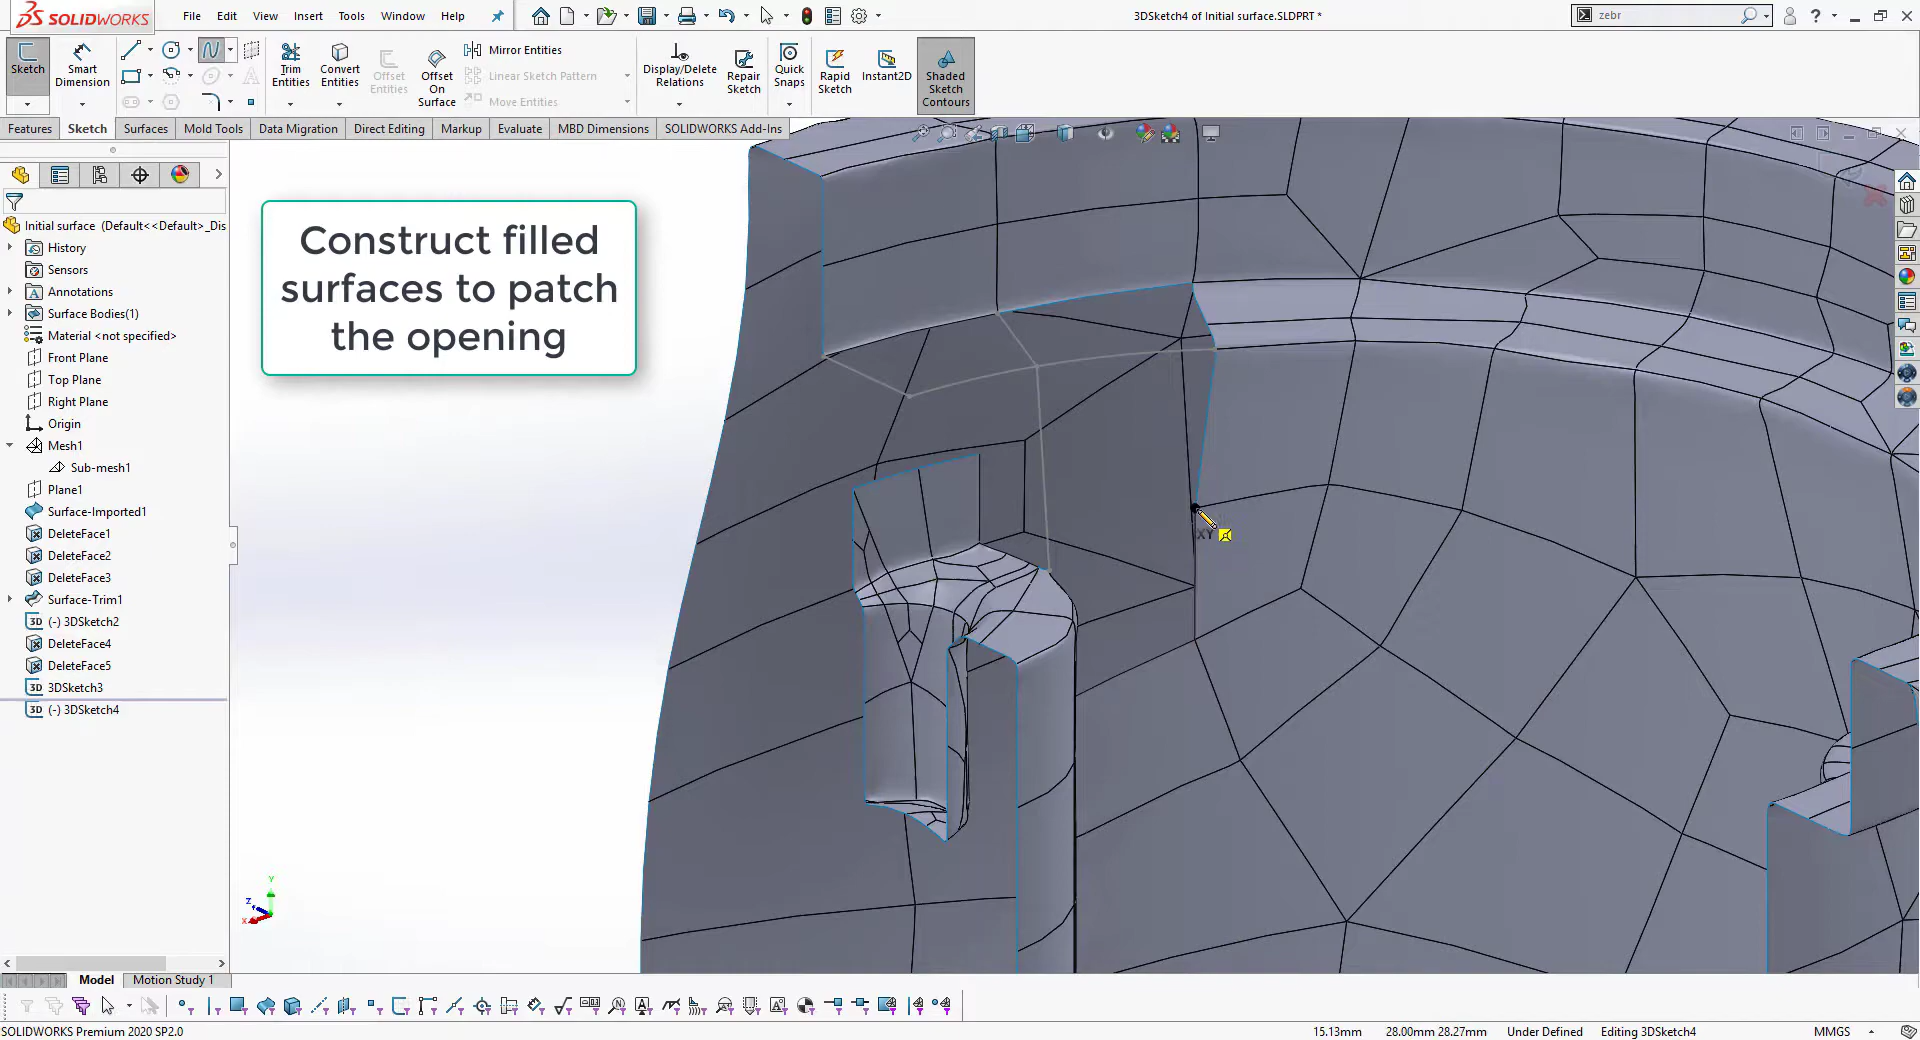 SOLIDWORKS
File Edit View Insert Tools Window Help
3DSketch4 of Initial surface.SLDPRT *
zebr
Sketch
Smart Dimension
Trim Entities
Convert Entities
Offset Entities
Offset On Surface
Mirror Entities
Linear Sketch Pattern
Move Entities
Display/Delete Relations
Repair Sketch
Quick Snaps
Rapid Sketch
Instant2D
Shaded Sketch Contours
Features Sketch Surfaces Mold Tools Data Migration Direct Editing Markup Evaluate MBD Dimensions SOLIDWORKS Add-Ins
Initial surface (Default<<Default>_Dis
History
Sensors
Annotations
Surface Bodies(1)
Material <not specified>
Front Plane
Top Plane
Right Plane
Origin
Mesh1
Sub-mesh1
Plane1
Surface-Imported1
DeleteFace1
DeleteFace2
DeleteFace3
Surface-Trim1
3D (-) 3DSketch2
DeleteFace4
DeleteFace5
3D 3DSketch3
3D (-) 3DSketch4
Construct filled
surfaces to patch
the opening
XY
Y
Z
X
Model Motion Study 1
SOLIDWORKS Premium 2020 SP2.0
15.13mm 28.00mm 28.27mm Under Defined Editing 3DSketch4 MMGS